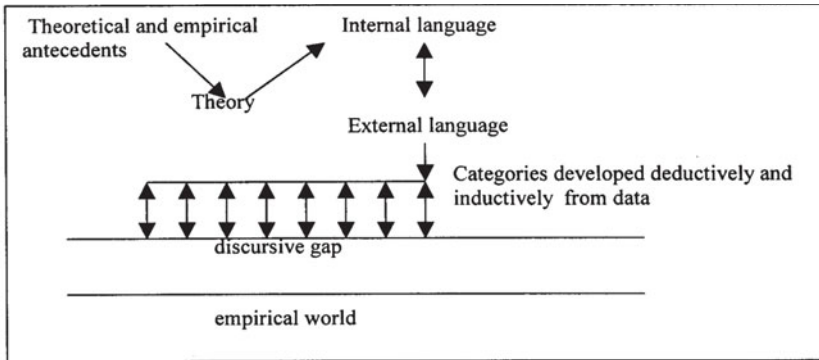 Theoretical and empirical
antecedents
Internal language
Theory
External language
Categories developed deductively and
inductively from data
discursive gap
empirical world